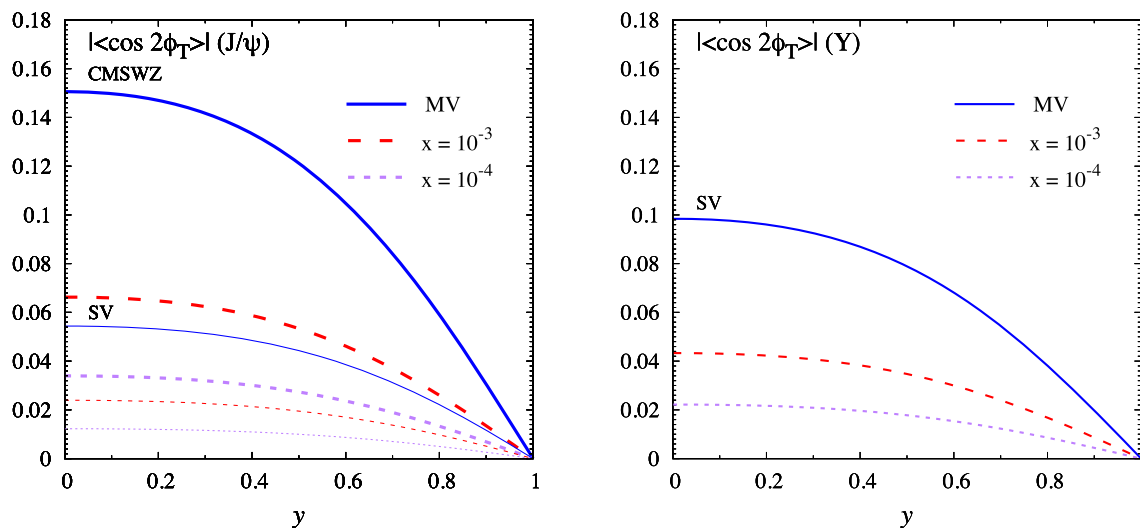 |<cos 2ϕ_T>| (J/ψ)
CMSWZ
MV
x = 10^-3
x = 10^-4
SV
0.18
0.16
0.14
0.12
0.1
0.08
0.06
0.04
0.02
0
0 0.2 0.4 0.6 0.8 1
y
|<cos 2ϕ_T>| (Υ)
MV
x = 10^-3
x = 10^-4
SV
0.18
0.16
0.14
0.12
0.1
0.08
0.06
0.04
0.02
0
0 0.2 0.4 0.6 0.8
y